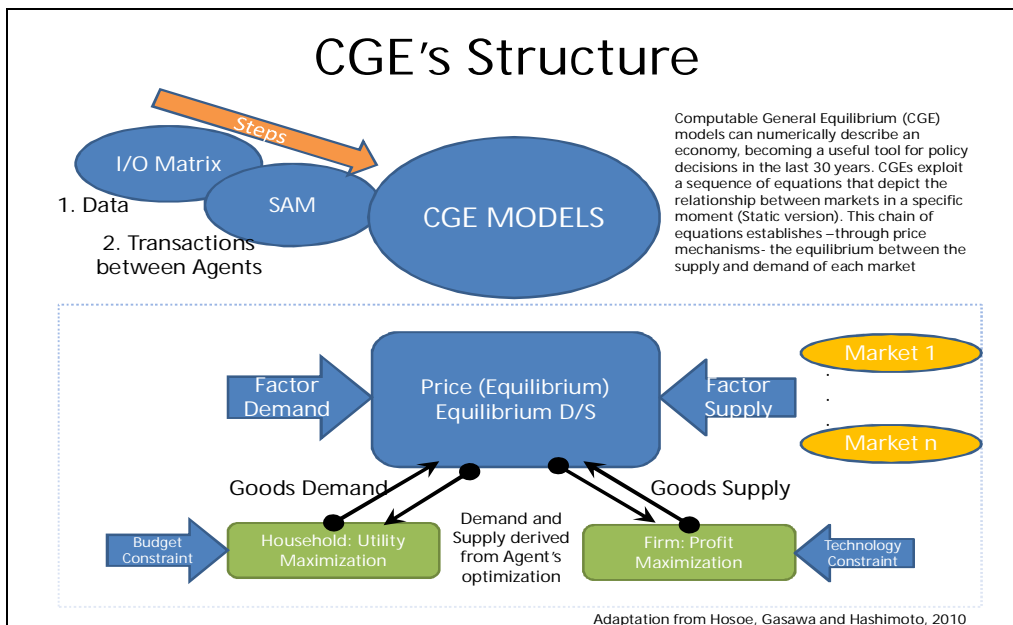 CGE's Structure
Steps
I/O Matrix
SAM
CGE MODELS
1. Data
2. Transactions
between Agents
Computable General Equilibrium (CGE)
models can numerically describe an
economy, becoming a useful tool for policy
decisions in the last 30 years. CGEs exploit
a sequence of equations that depict the
relationship between markets in a specific
moment (Static version). This chain of
equations establishes –through price
mechanisms- the equilibrium between the
supply and demand of each market
Factor
Demand
Price (Equilibrium)
Equilibrium D/S
Factor
Supply
Market 1
.
.
.
Market n
Goods Demand
Goods Supply
Budget
Constraint
Household: Utility
Maximization
Demand and
Supply derived
from Agent's
optimization
Firm: Profit
Maximization
Technology
Constraint
Adaptation from Hosoe, Gasawa and Hashimoto, 2010